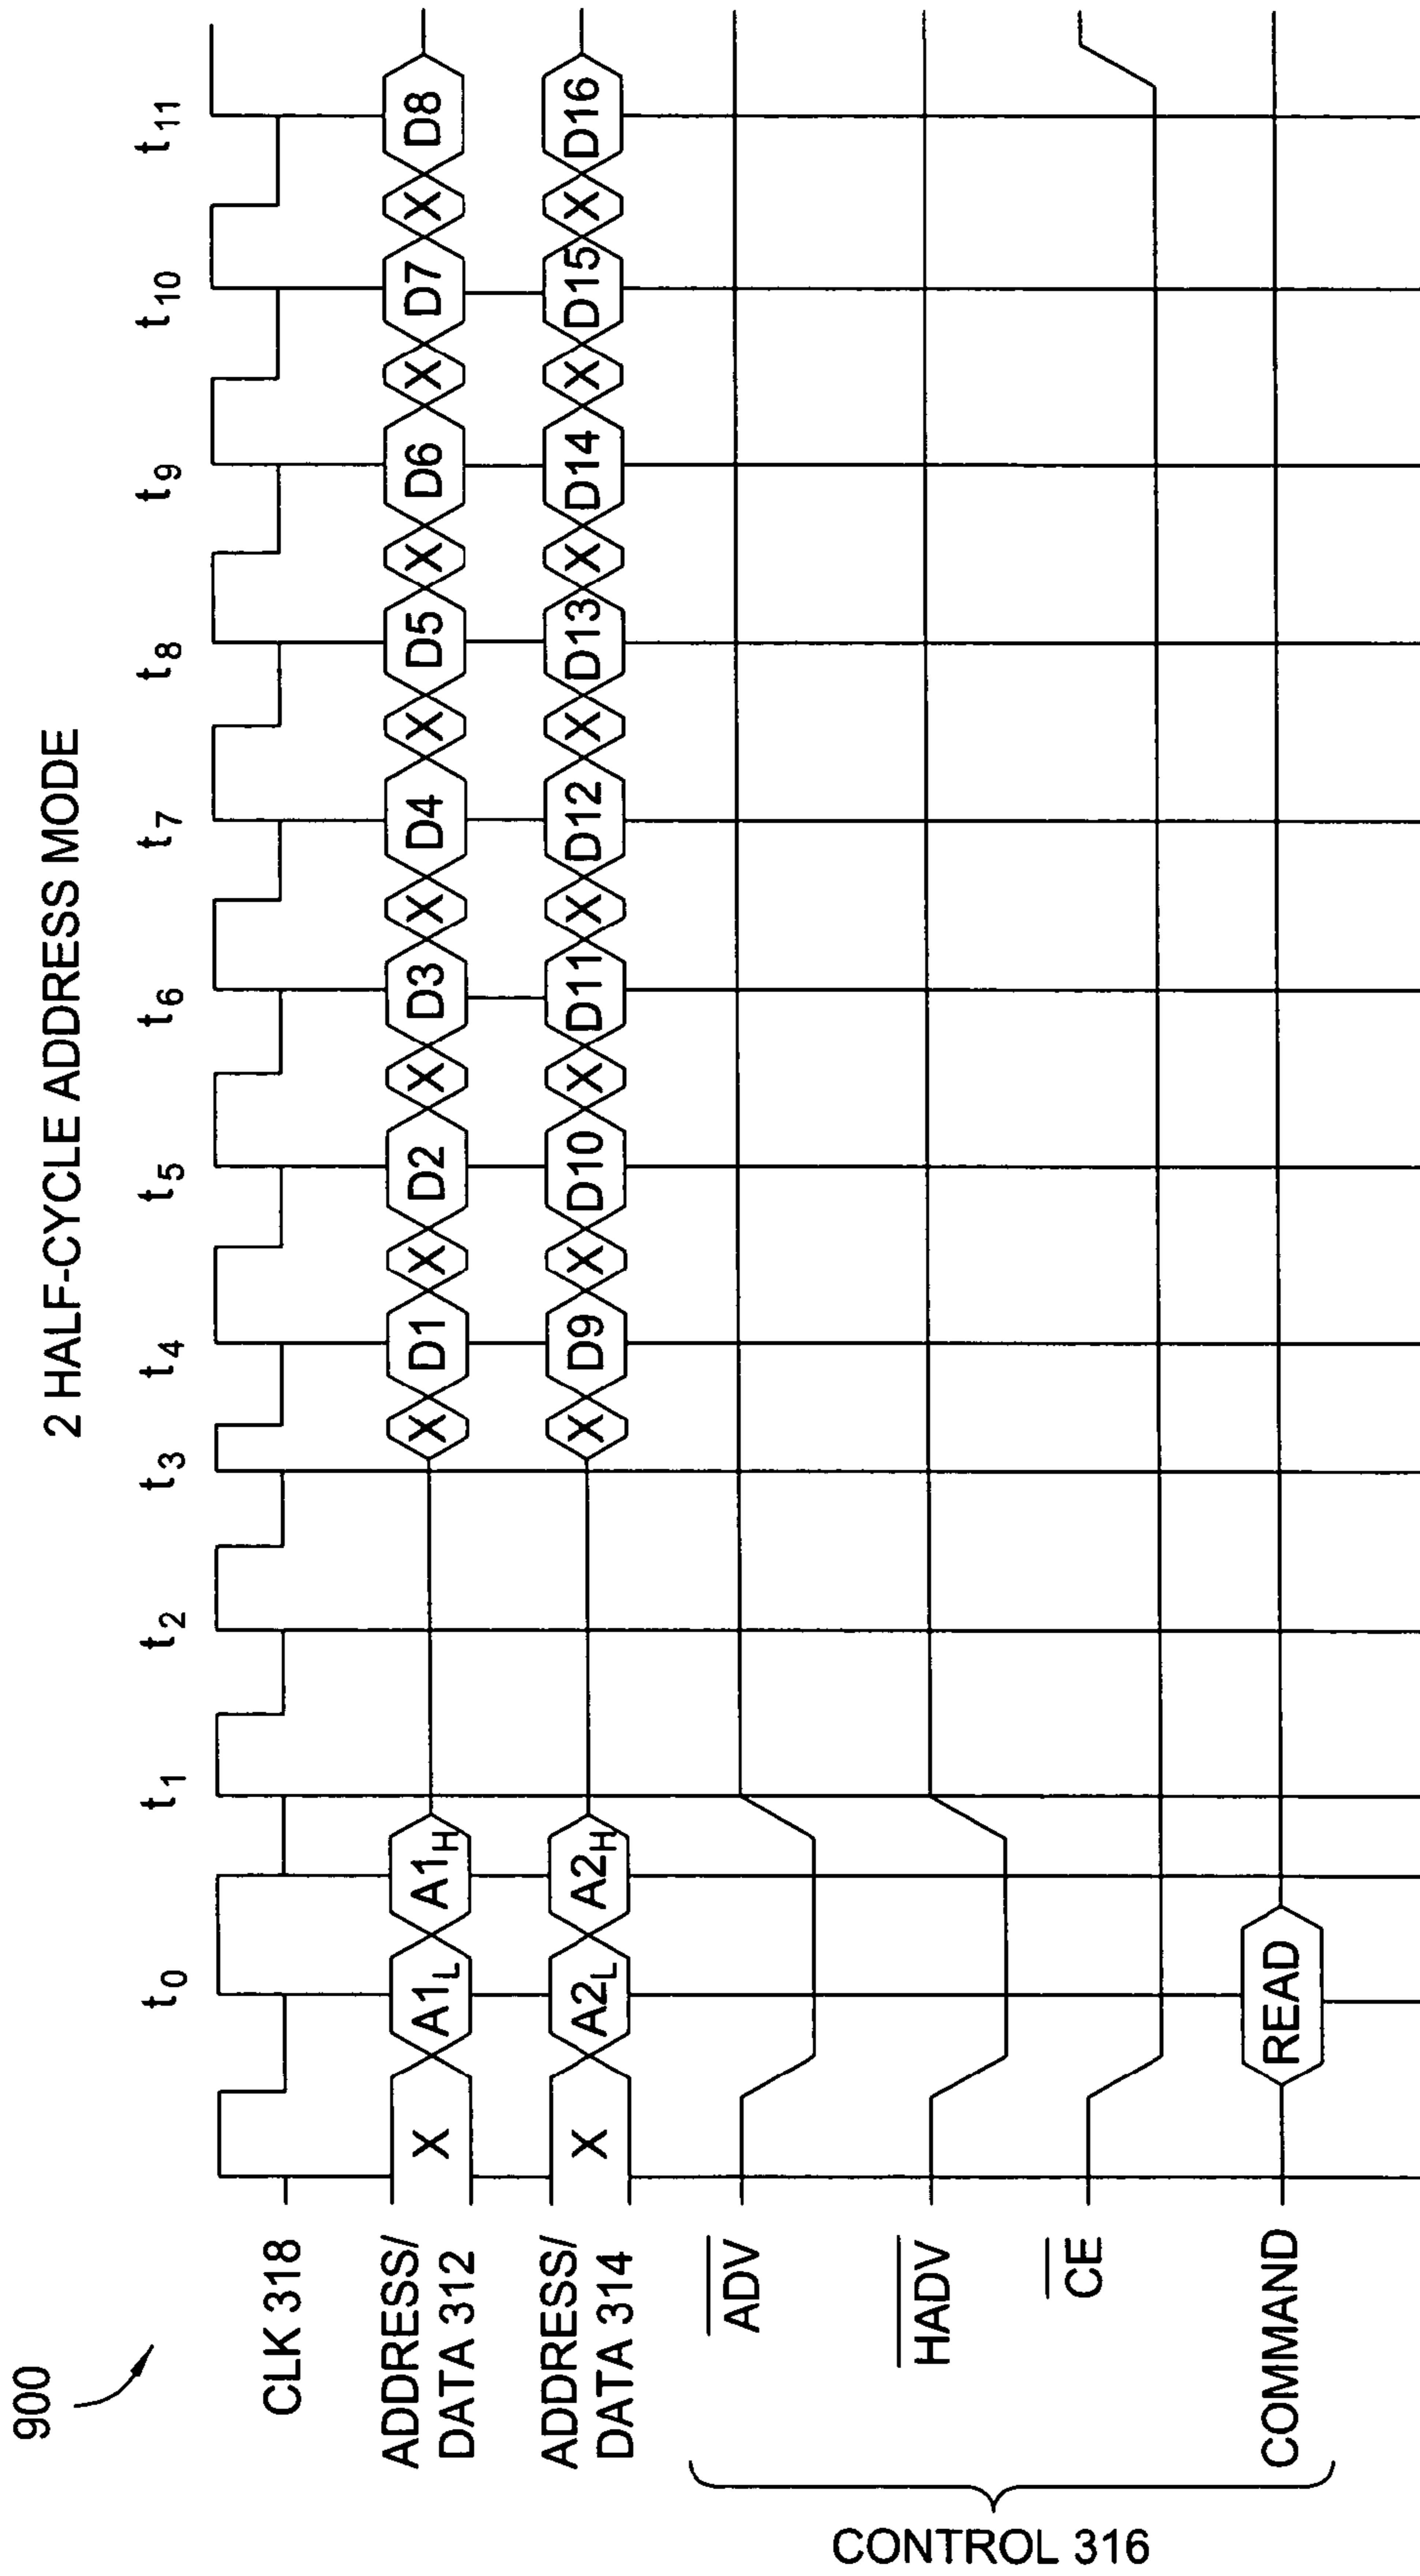 900
2 HALF-CYCLE ADDRESS MODE
t0 t1 t2 t3 t4 t5 t6 t7 t8 t9 t10 t11
CLK 318
ADDRESS/
DATA 312
X A1L A1H X D1 X D2 X D3 X D4 X D5 X D6 X D7 X D8
ADDRESS/
DATA 314
X A2L A2H X D9 X D10 X D11 X D12 X D13 X D14 X D15 X D16
ADV
HADV
CE
COMMAND
READ
CONTROL 316